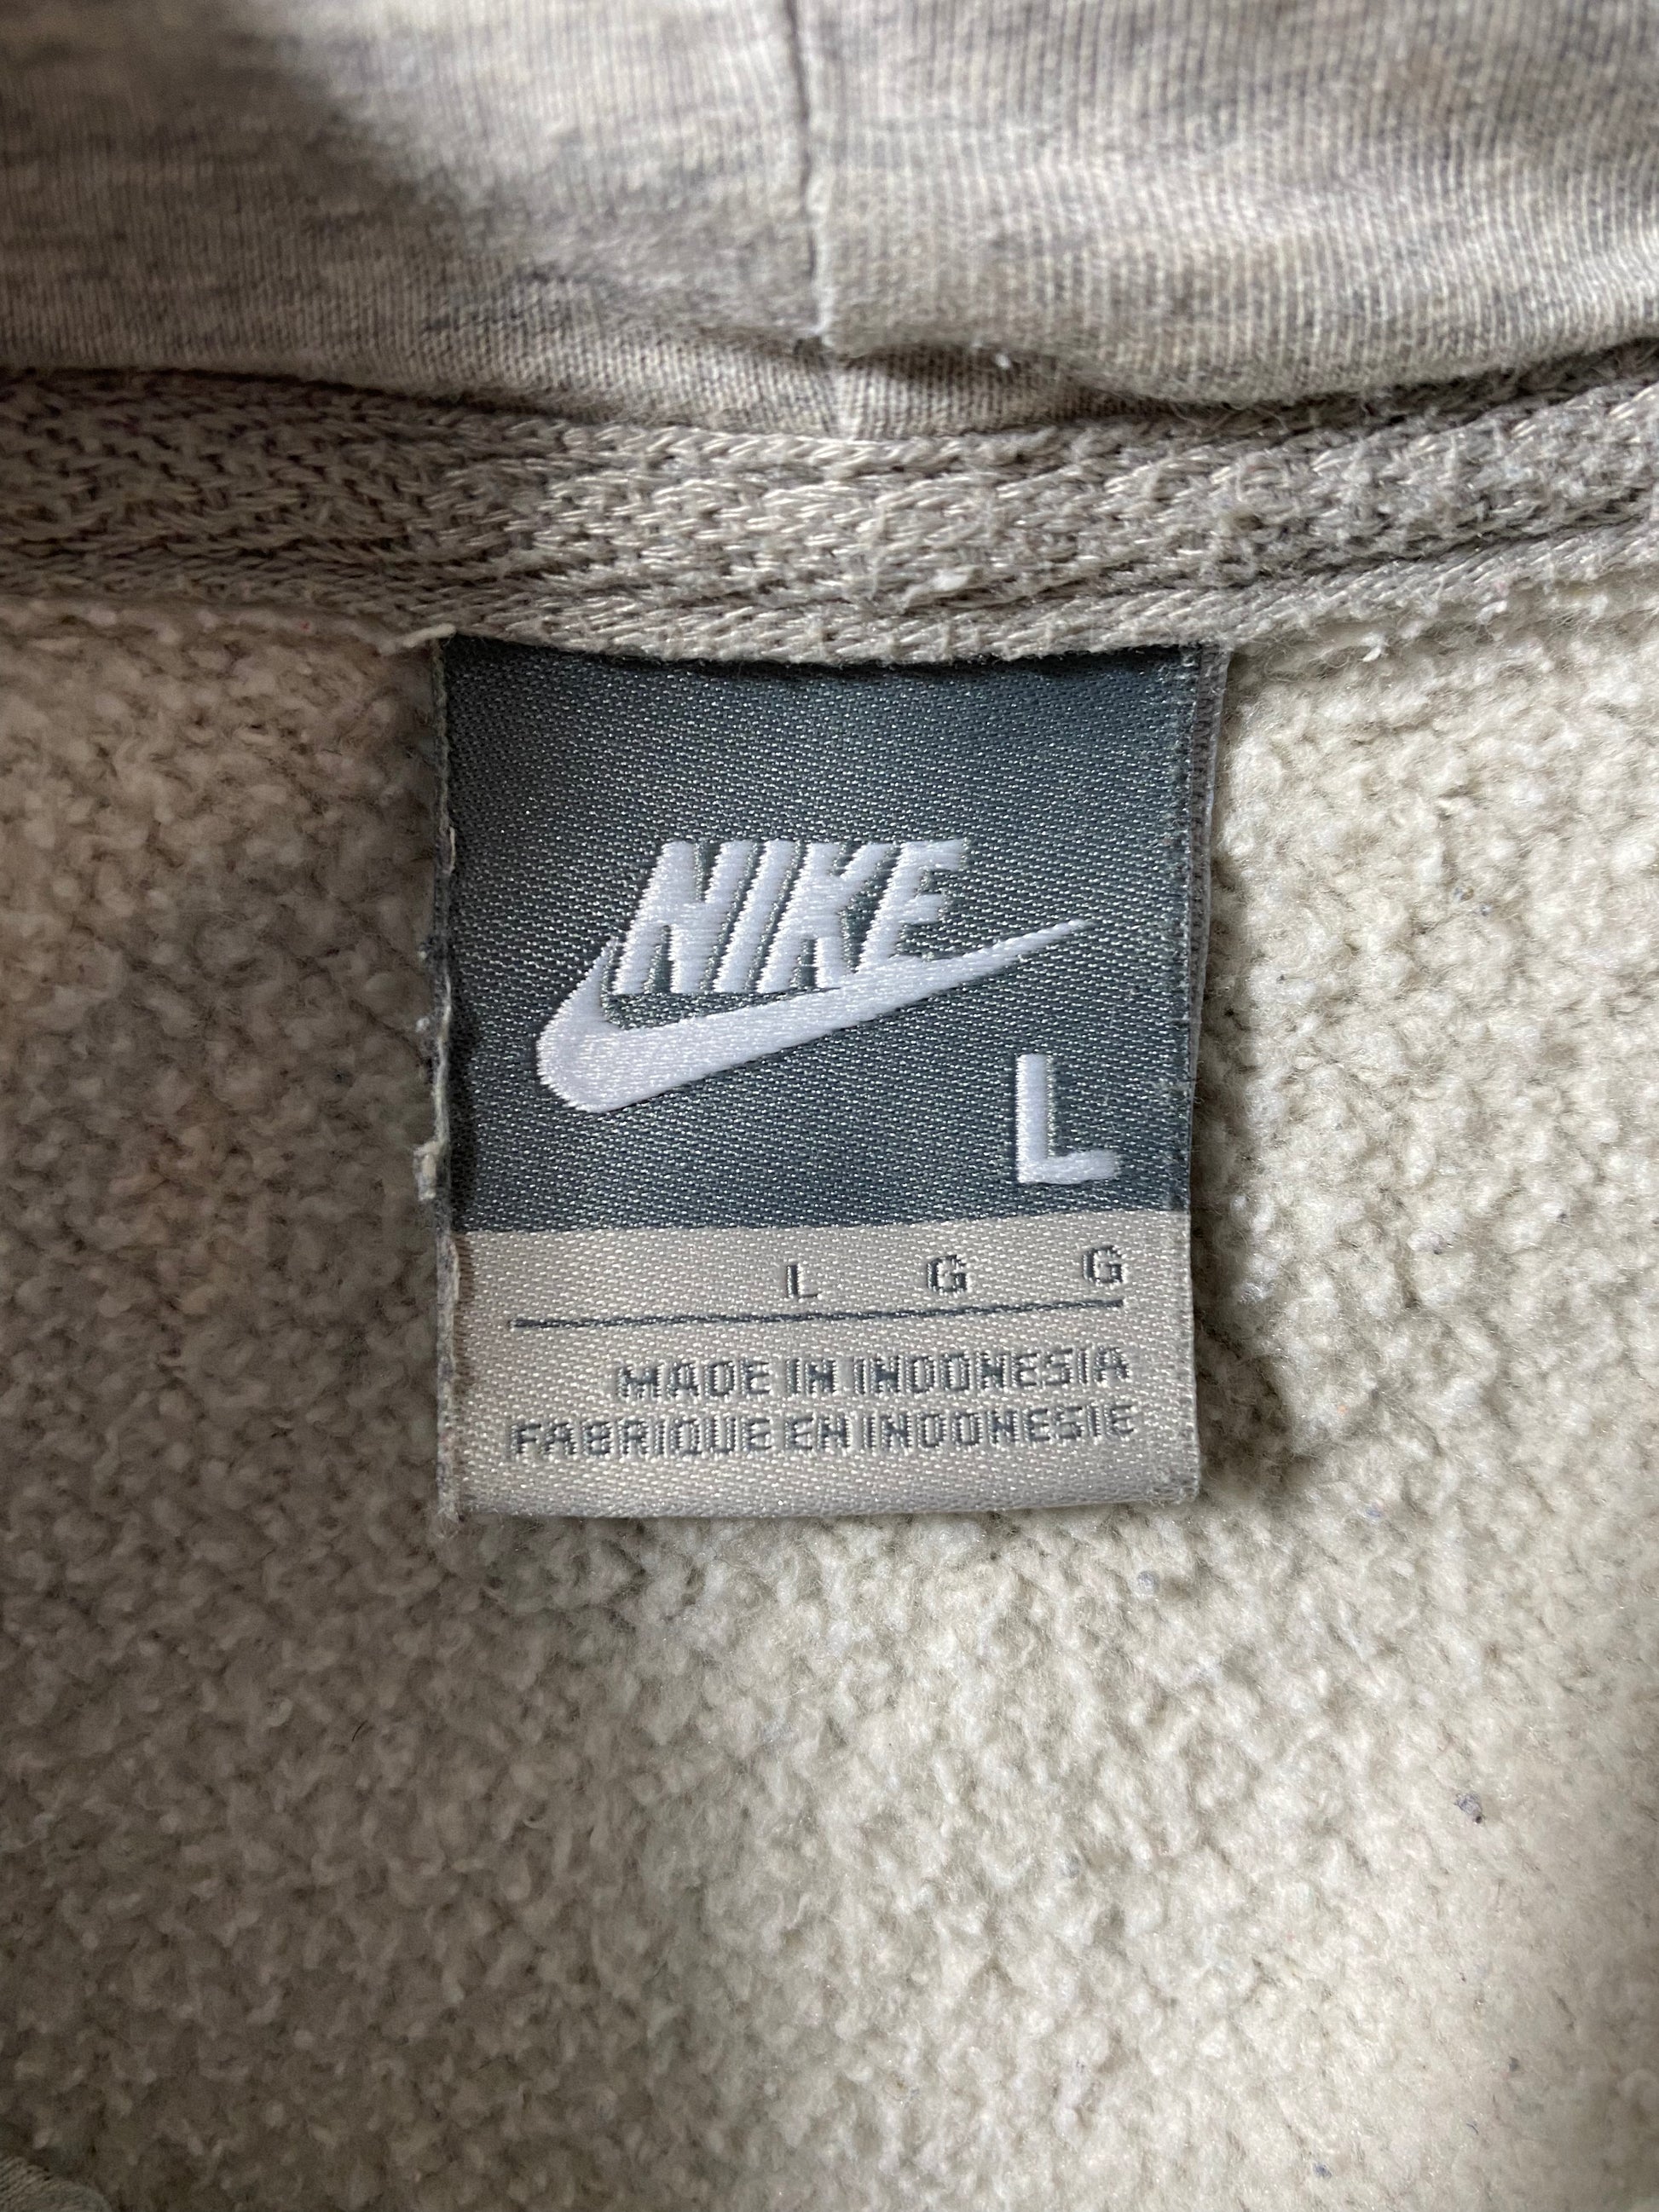 NIKE
L
L G G
MADE IN INDONESIA
FABRIQUE EN INDONESIE